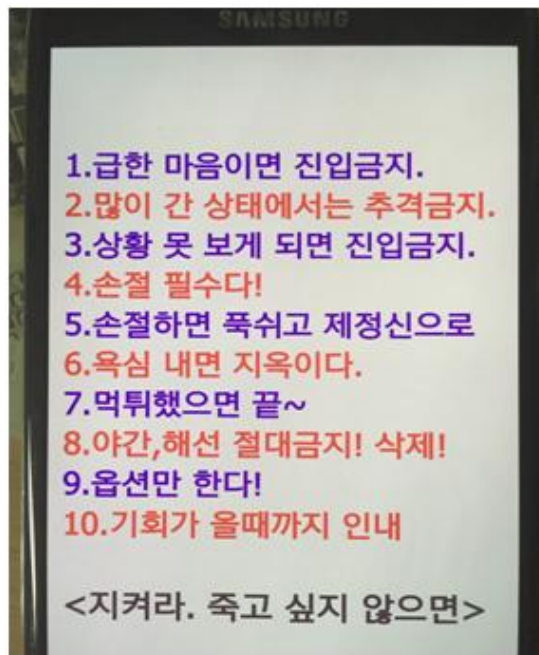 SAMSUNG
1.급한 마음이면 진입금지.
2.많이 간 상태에서는 추격금지.
3.상황 못 보게 되면 진입금지.
4.손절 필수다!
5.손절하면 푹쉬고 제정신으로
6.욕심 내면 지옥이다.
7.먹튀했으면 끝~
8.야간,해선 절대금지! 삭제!
9.옵션만 한다!
10.기회가 올때까지 인내
<지켜라. 죽고 싶지 않으면>